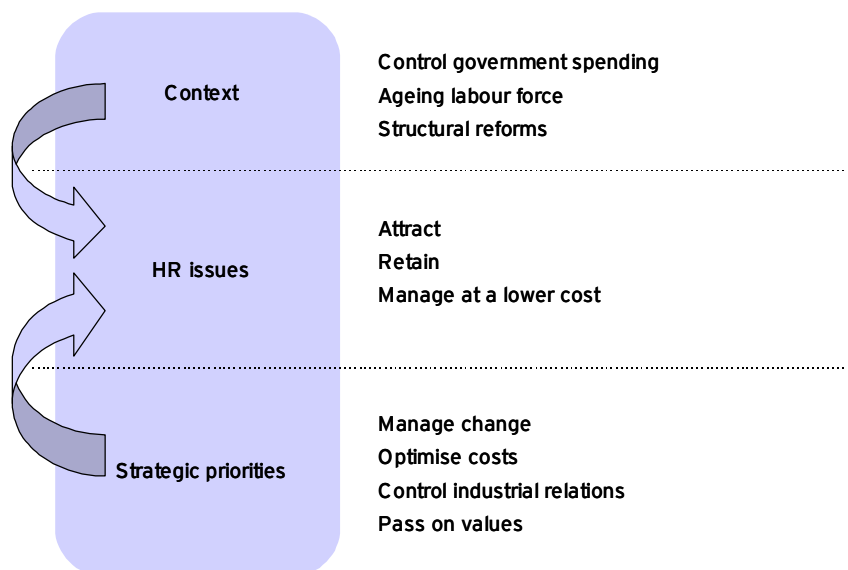 Context
Control government spending
Ageing labour force
Structural reforms
HR issues
Attract
Retain
Manage at a lower cost
Strategic priorities
Manage change
Optimise costs
Control industrial relations
Pass on values